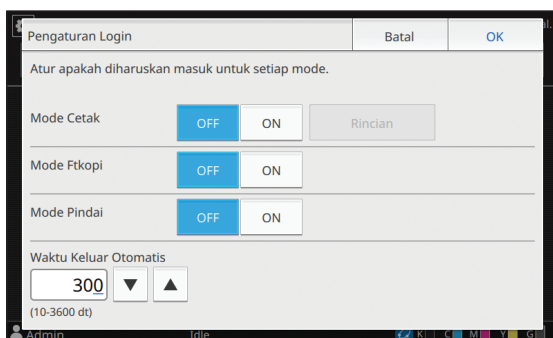 Pengaturan Login
Batal
OK
Atur apakah diharuskan masuk untuk setiap mode.
Mode Cetak
OFF
ON
Rincian
Mode Ftkopi
OFF
ON
Mode Pindai
OFF
ON
Waktu Keluar Otomatis
300
(10-3600 dt)
Admin
Idle
K
C
M
Y
G